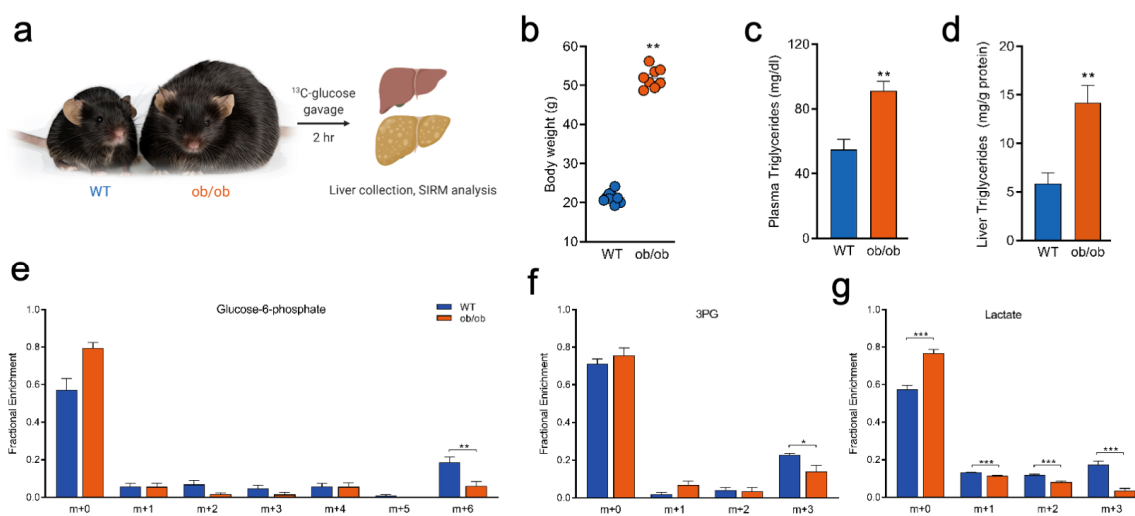 a
¹³C-glucose
gavage
2 hr
WT
ob/ob
Liver collection, SIRM analysis
b
**
Body weight (g)
60
50
40
30
20
10
WT
ob/ob
c
**
Plasma Triglycerides (mg/dl)
120
80
40
0
WT
ob/ob
d
**
Liver Triglycerides (mg/g protein)
20
15
10
5
0
WT
ob/ob
e
Glucose-6-phosphate
WT
ob/ob
Fractional Enrichment
1.0
0.8
0.6
0.4
0.2
0.0
**
m+0
m+1
m+2
m+3
m+4
m+5
m+6
f
3PG
Fractional Enrichment
1.0
0.8
0.6
0.4
0.2
0.0
*
m+0
m+1
m+2
m+3
g
Lactate
Fractional Enrichment
1.0
0.8
0.6
0.4
0.2
0.0
***
***
***
***
m+0
m+1
m+2
m+3